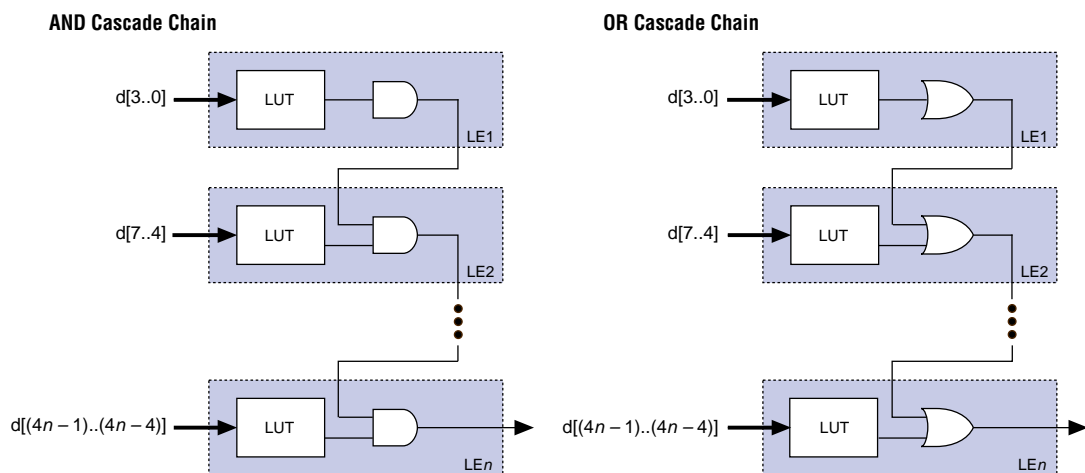 AND Cascade Chain
d[3..0]
LUT
LE1
d[7..4]
LUT
LE2
d[(4n – 1)..(4n – 4)]
LUT
LEn
OR Cascade Chain
d[3..0]
LUT
LE1
d[7..4]
LUT
LE2
d[(4n – 1)..(4n – 4)]
LUT
LEn